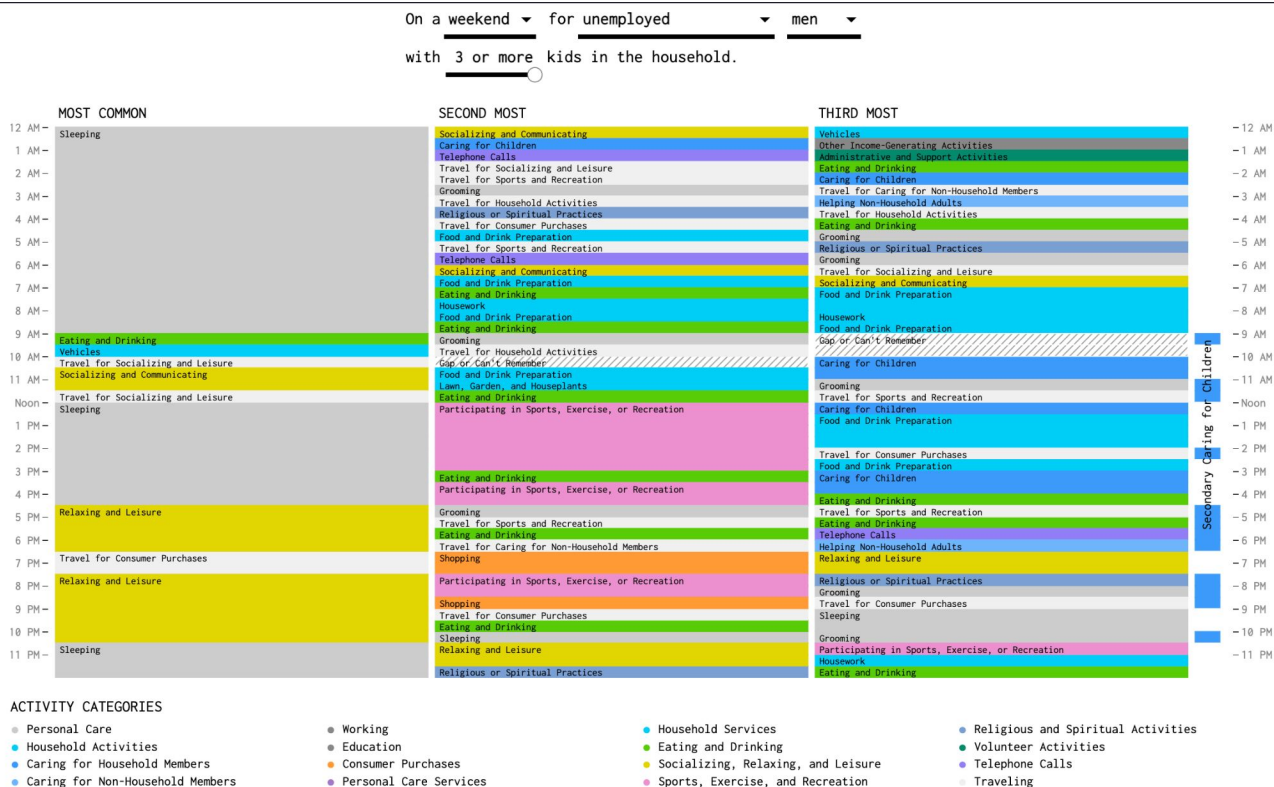 On a weekend for unemployed men
with 3 or more kids in the household.
MOST COMMON
SECOND MOST
THIRD MOST
12 AM
1 AM
2 AM
3 AM
4 AM
5 AM
6 AM
7 AM
8 AM
9 AM
10 AM
11 AM
Noon
1 PM
2 PM
3 PM
4 PM
5 PM
6 PM
7 PM
8 PM
9 PM
10 PM
11 PM
Sleeping
Eating and Drinking
Vehicles
Travel for Socializing and Leisure
Socializing and Communicating
Travel for Socializing and Leisure
Sleeping
Relaxing and Leisure
Travel for Consumer Purchases
Relaxing and Leisure
Sleeping
Socializing and Communicating
Caring for Children
Telephone Calls
Travel for Socializing and Leisure
Travel for Sports and Recreation
Grooming
Travel for Household Activities
Religious or Spiritual Practices
Travel for Consumer Purchases
Food and Drink Preparation
Travel for Sports and Recreation
Telephone Calls
Socializing and Communicating
Food and Drink Preparation
Eating and Drinking
Housework
Food and Drink Preparation
Eating and Drinking
Grooming
Travel for Household Activities
Gap or Can't Remember
Food and Drink Preparation
Lawn, Garden, and Houseplants
Eating and Drinking
Participating in Sports, Exercise, or Recreation
Eating and Drinking
Participating in Sports, Exercise, or Recreation
Grooming
Travel for Sports and Recreation
Eating and Drinking
Travel for Caring for Non-Household Members
Shopping
Participating in Sports, Exercise, or Recreation
Shopping
Travel for Consumer Purchases
Eating and Drinking
Sleeping
Relaxing and Leisure
Religious or Spiritual Practices
Vehicles
Other Income-Generating Activities
Administrative and Support Activities
Eating and Drinking
Caring for Children
Travel for Caring for Non-Household Members
Helping Non-Household Adults
Travel for Household Activities
Eating and Drinking
Grooming
Religious or Spiritual Practices
Grooming
Travel for Socializing and Leisure
Socializing and Communicating
Food and Drink Preparation
Housework
Food and Drink Preparation
Gap or Can't Remember
Caring for Children
Grooming
Travel for Sports and Recreation
Caring for Children
Food and Drink Preparation
Travel for Consumer Purchases
Food and Drink Preparation
Caring for Children
Eating and Drinking
Travel for Sports and Recreation
Eating and Drinking
Telephone Calls
Helping Non-Household Adults
Relaxing and Leisure
Religious or Spiritual Practices
Grooming
Travel for Consumer Purchases
Sleeping
Grooming
Participating in Sports, Exercise, or Recreation
Housework
Eating and Drinking
Secondary Caring for Children
12 AM
1 AM
2 AM
3 AM
4 AM
5 AM
6 AM
7 AM
8 AM
9 AM
10 AM
11 AM
Noon
1 PM
2 PM
3 PM
4 PM
5 PM
6 PM
7 PM
8 PM
9 PM
10 PM
11 PM
ACTIVITY CATEGORIES
Personal Care
Household Activities
Caring for Household Members
Caring for Non-Household Members
Working
Education
Consumer Purchases
Personal Care Services
Household Services
Eating and Drinking
Socializing, Relaxing, and Leisure
Sports, Exercise, and Recreation
Religious and Spiritual Activities
Volunteer Activities
Telephone Calls
Traveling